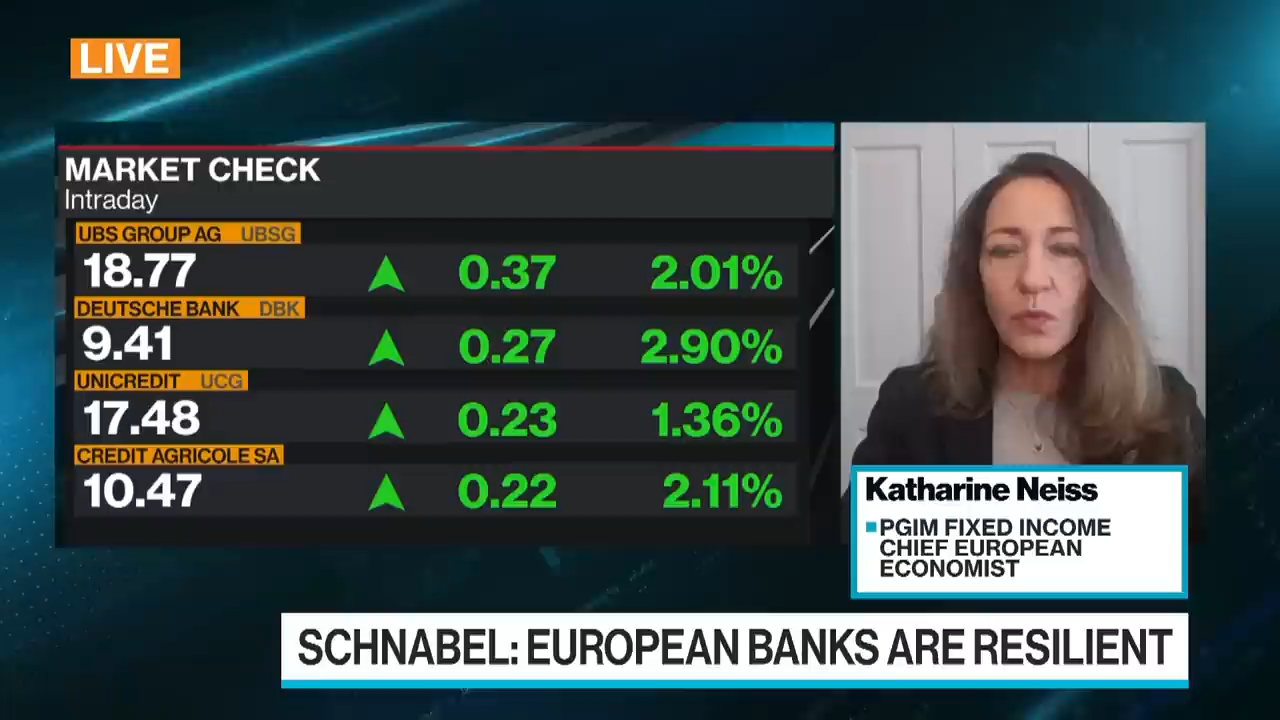 LIVE
MARKET CHECK
Intraday
UBS GROUP AG UBSG
18.77 0.37 2.01%
DEUTSCHE BANK DBK
9.41 0.27 2.90%
UNICREDIT UCG
17.48 0.23 1.36%
CREDIT AGRICOLE SA
10.47 0.22 2.11%
Katharine Neiss
PGIM FIXED INCOME
CHIEF EUROPEAN
ECONOMIST
SCHNABEL: EUROPEAN BANKS ARE RESILIENT